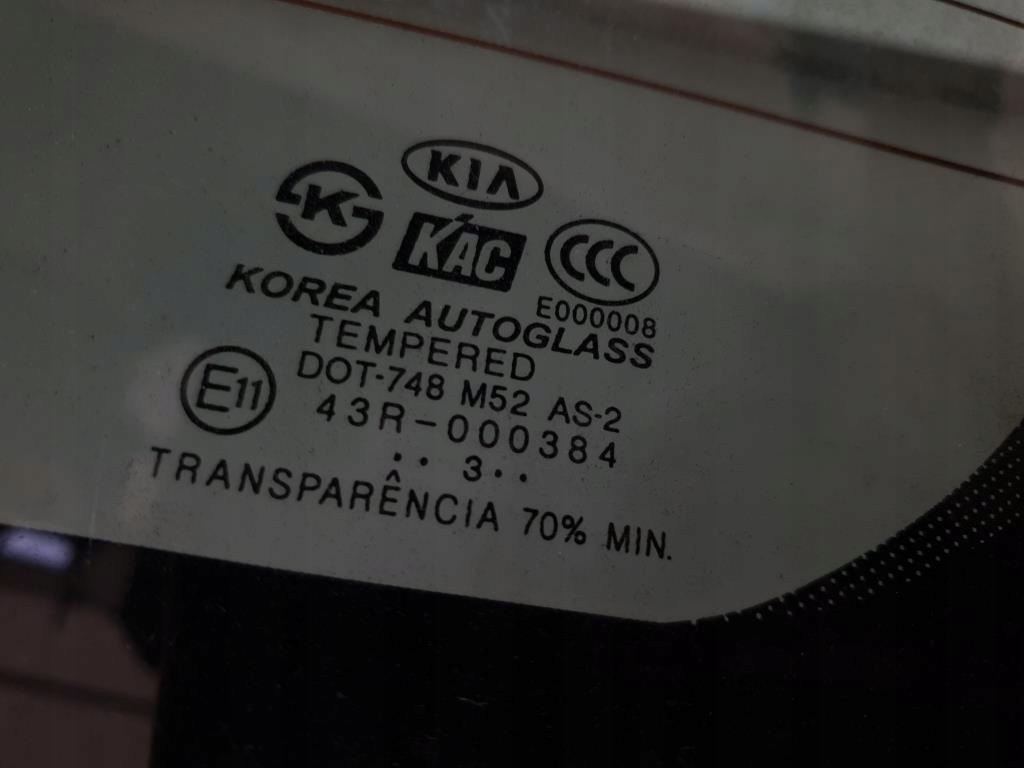 KIA
K
KAC
CCC
E000008
KOREA AUTOGLASS
TEMPERED
DOT-748 M52 AS-2
E11
43R-000384
·· 3··
TRANSPARÊNCIA 70% MIN.